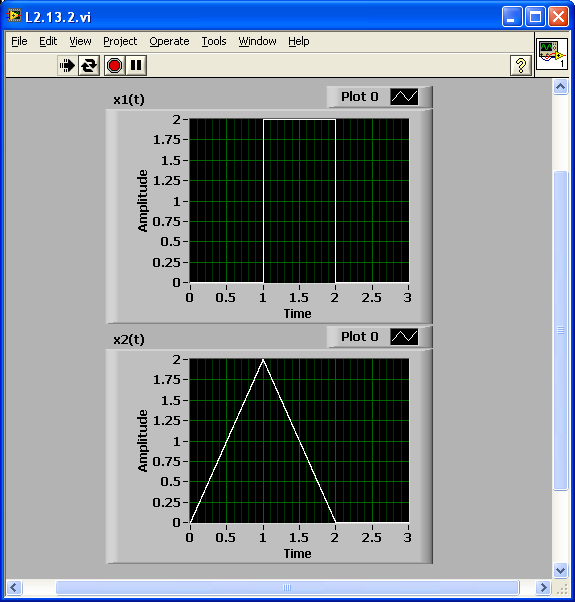 L2.13.2.vi
File Edit View Project Operate Tools Window Help
?
1
x1(t)
Plot 0
2
1.75
1.5
1.25
1
0.75
0.5
0.25
0
Amplitude
0 0.5 1 1.5 2 2.5 3
Time
x2(t)
Plot 0
2
1.75
1.5
1.25
1
0.75
0.5
0.25
0
Amplitude
0 0.5 1 1.5 2 2.5 3
Time